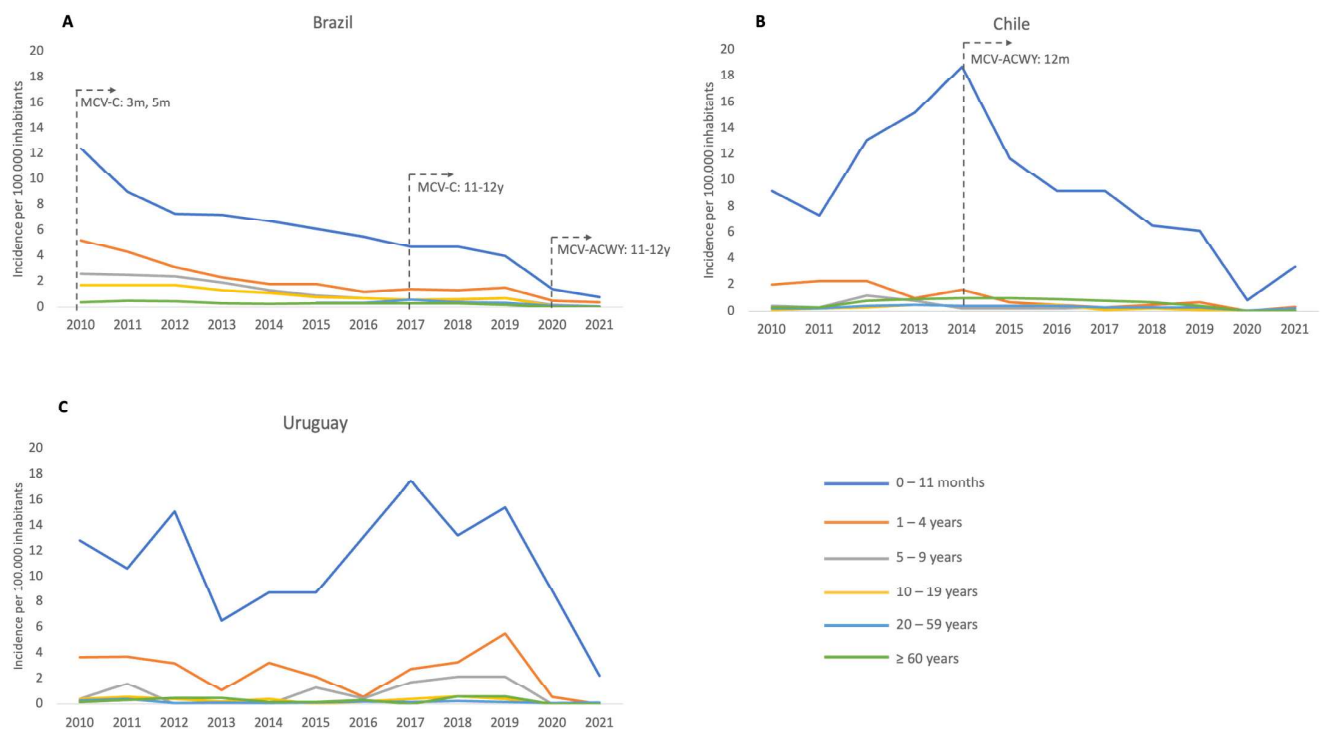 A
Brazil
Incidence per 100 000 inhabitants
20
18
16
14
12
10
8
6
4
2
0
MCV-C: 3m, 5m
MCV-C: 11-12y
MCV-ACWY: 11-12y
2010 2011 2012 2013 2014 2015 2016 2017 2018 2019 2020 2021
B
Chile
Incidence per 100.000 inhabitants
20
18
16
14
12
10
8
6
4
2
0
MCV-ACWY: 12m
2010 2011 2012 2013 2014 2015 2016 2017 2018 2019 2020 2021
C
Uruguay
Incidence per 100.000 inhabitants
20
18
16
14
12
10
8
6
4
2
0
2010 2011 2012 2013 2014 2015 2016 2017 2018 2019 2020 2021
0 – 11 months
1 – 4 years
5 – 9 years
10 – 19 years
20 – 59 years
≥ 60 years